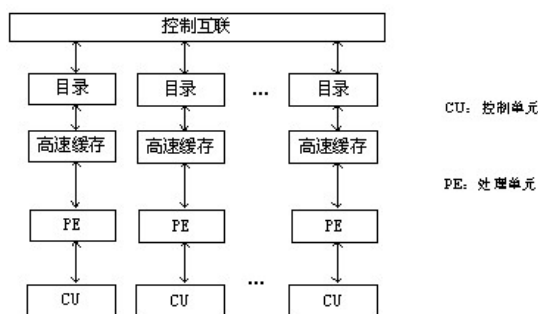 控制互联
目录 目录 ... 目录
CU：控制单元
高速缓存 高速缓存 高速缓存
PE：处理单元
PE PE PE
...
CU CU CU